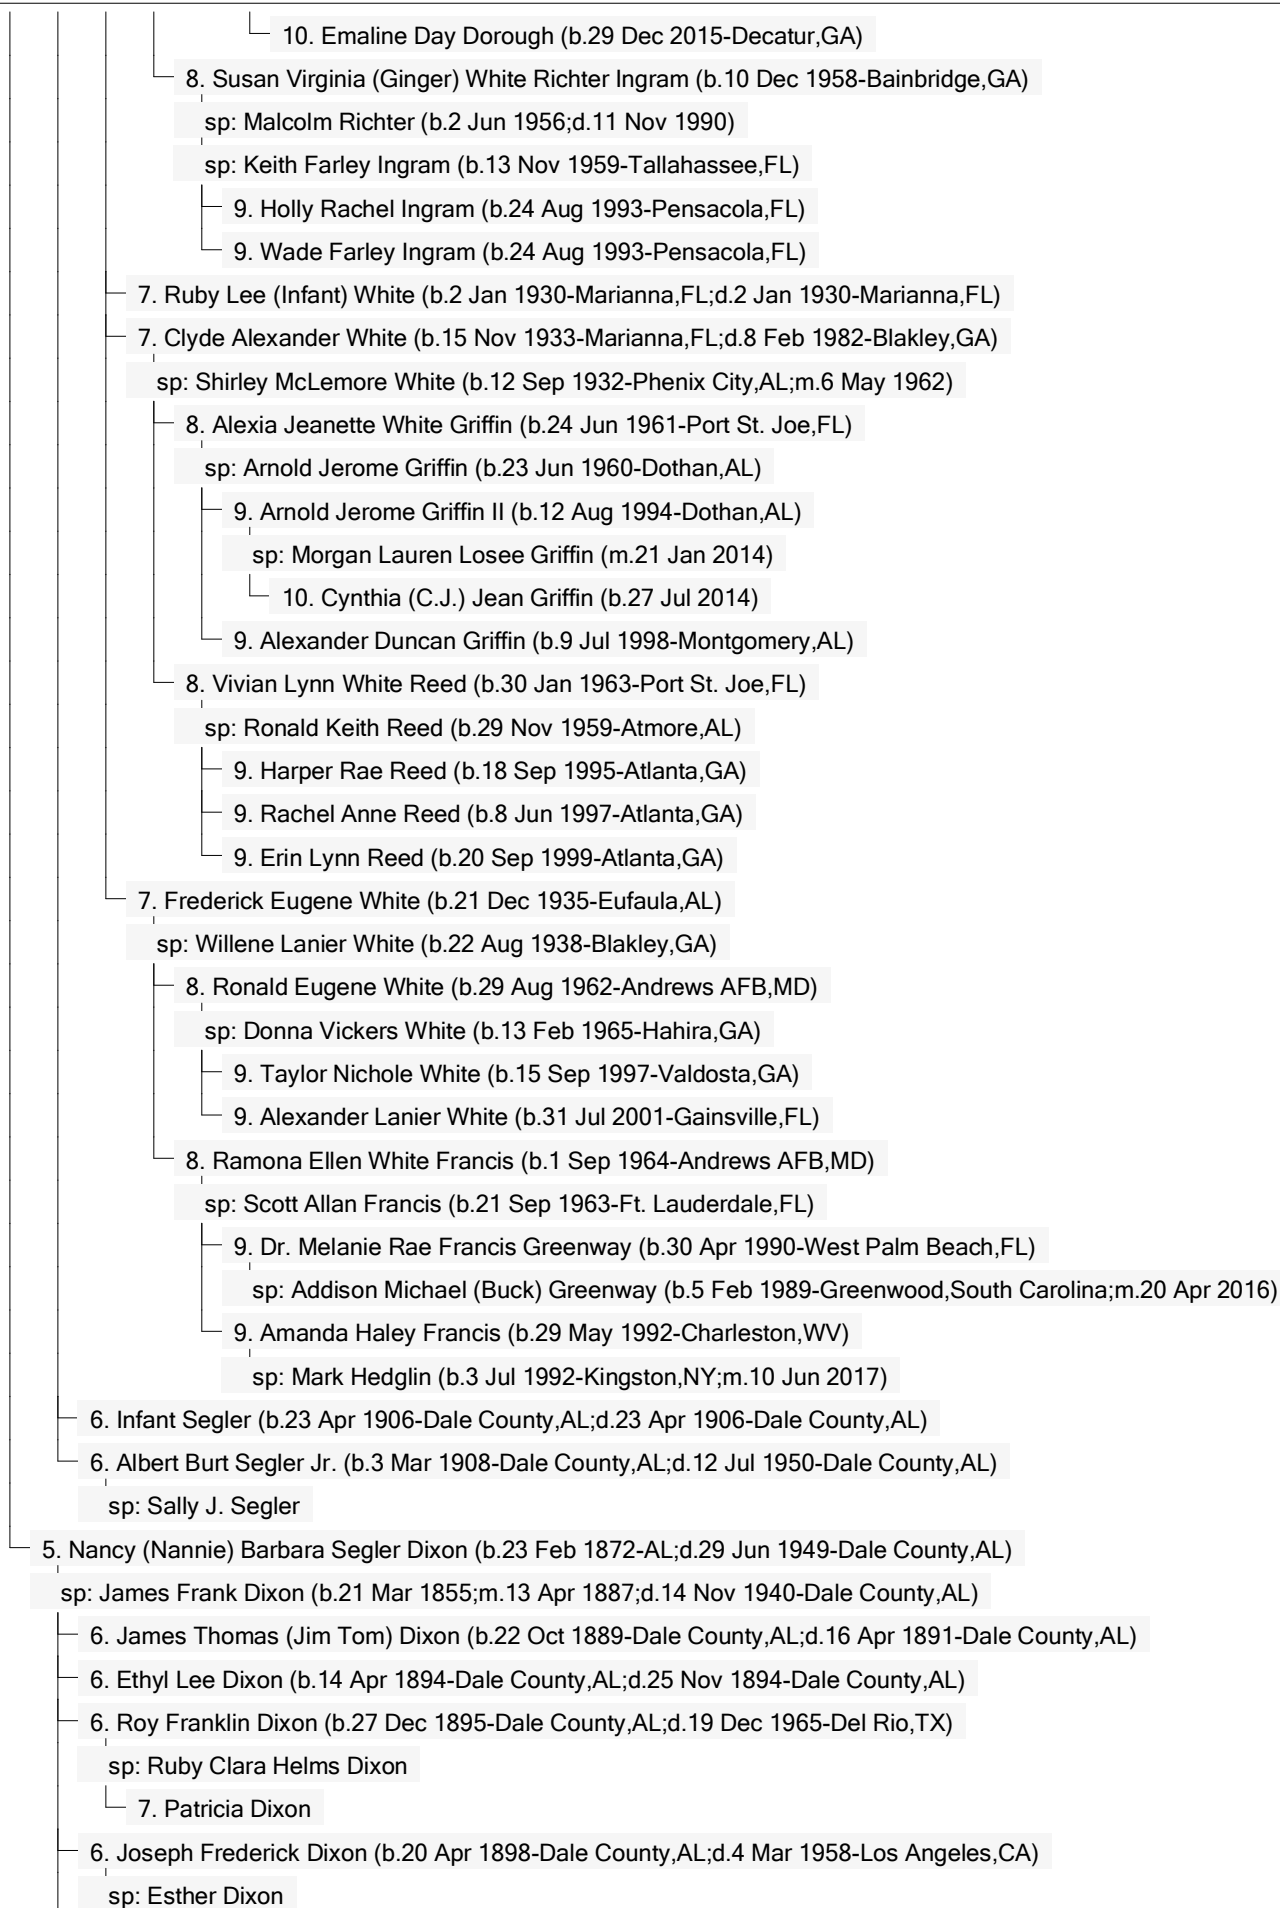 10. Emaline Day Dorough (b.29 Dec 2015-Decatur,GA)
8. Susan Virginia (Ginger) White Richter Ingram (b.10 Dec 1958-Bainbridge,GA)
sp: Malcolm Richter (b.2 Jun 1956;d.11 Nov 1990)
sp: Keith Farley Ingram (b.13 Nov 1959-Tallahassee,FL)
9. Holly Rachel Ingram (b.24 Aug 1993-Pensacola,FL)
9. Wade Farley Ingram (b.24 Aug 1993-Pensacola,FL)
7. Ruby Lee (Infant) White (b.2 Jan 1930-Marianna,FL;d.2 Jan 1930-Marianna,FL)
7. Clyde Alexander White (b.15 Nov 1933-Marianna,FL;d.8 Feb 1982-Blakley,GA)
sp: Shirley McLemore White (b.12 Sep 1932-Phenix City,AL;m.6 May 1962)
8. Alexia Jeanette White Griffin (b.24 Jun 1961-Port St. Joe,FL)
sp: Arnold Jerome Griffin (b.23 Jun 1960-Dothan,AL)
9. Arnold Jerome Griffin II (b.12 Aug 1994-Dothan,AL)
sp: Morgan Lauren Losee Griffin (m.21 Jan 2014)
10. Cynthia (C.J.) Jean Griffin (b.27 Jul 2014)
9. Alexander Duncan Griffin (b.9 Jul 1998-Montgomery,AL)
8. Vivian Lynn White Reed (b.30 Jan 1963-Port St. Joe,FL)
sp: Ronald Keith Reed (b.29 Nov 1959-Atmore,AL)
9. Harper Rae Reed (b.18 Sep 1995-Atlanta,GA)
9. Rachel Anne Reed (b.8 Jun 1997-Atlanta,GA)
9. Erin Lynn Reed (b.20 Sep 1999-Atlanta,GA)
7. Frederick Eugene White (b.21 Dec 1935-Eufaula,AL)
sp: Willene Lanier White (b.22 Aug 1938-Blakley,GA)
8. Ronald Eugene White (b.29 Aug 1962-Andrews AFB,MD)
sp: Donna Vickers White (b.13 Feb 1965-Hahira,GA)
9. Taylor Nichole White (b.15 Sep 1997-Valdosta,GA)
9. Alexander Lanier White (b.31 Jul 2001-Gainsville,FL)
8. Ramona Ellen White Francis (b.1 Sep 1964-Andrews AFB,MD)
sp: Scott Allan Francis (b.21 Sep 1963-Ft. Lauderdale,FL)
9. Dr. Melanie Rae Francis Greenway (b.30 Apr 1990-West Palm Beach,FL)
sp: Addison Michael (Buck) Greenway (b.5 Feb 1989-Greenwood,South Carolina;m.20 Apr 2016)
9. Amanda Haley Francis (b.29 May 1992-Charleston,WV)
sp: Mark Hedglin (b.3 Jul 1992-Kingston,NY;m.10 Jun 2017)
6. Infant Segler (b.23 Apr 1906-Dale County,AL;d.23 Apr 1906-Dale County,AL)
6. Albert Burt Segler Jr. (b.3 Mar 1908-Dale County,AL;d.12 Jul 1950-Dale County,AL)
sp: Sally J. Segler
5. Nancy (Nannie) Barbara Segler Dixon (b.23 Feb 1872-AL;d.29 Jun 1949-Dale County,AL)
sp: James Frank Dixon (b.21 Mar 1855;m.13 Apr 1887;d.14 Nov 1940-Dale County,AL)
6. James Thomas (Jim Tom) Dixon (b.22 Oct 1889-Dale County,AL;d.16 Apr 1891-Dale County,AL)
6. Ethyl Lee Dixon (b.14 Apr 1894-Dale County,AL;d.25 Nov 1894-Dale County,AL)
6. Roy Franklin Dixon (b.27 Dec 1895-Dale County,AL;d.19 Dec 1965-Del Rio,TX)
sp: Ruby Clara Helms Dixon
7. Patricia Dixon
6. Joseph Frederick Dixon (b.20 Apr 1898-Dale County,AL;d.4 Mar 1958-Los Angeles,CA)
sp: Esther Dixon